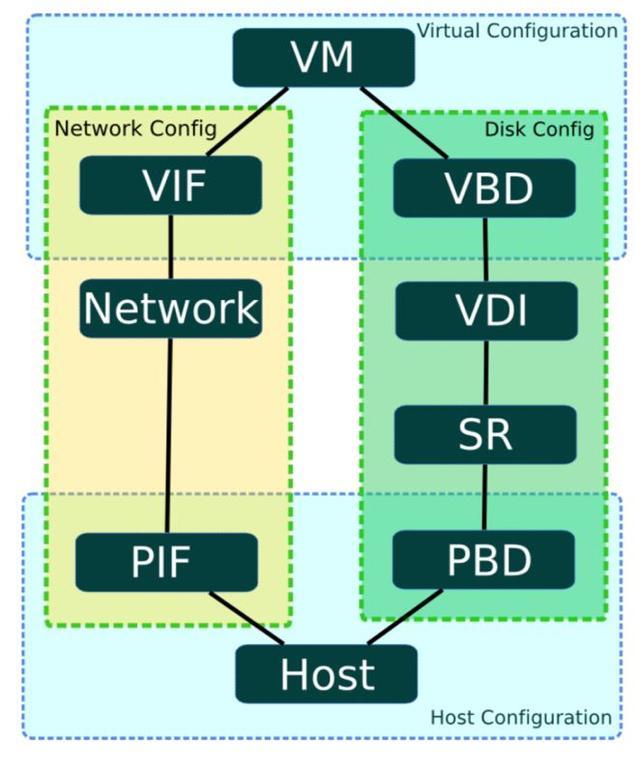 Virtual Configuration
VM
Network Config
Disk Config
VIF
VBD
Network
VDI
SR
PIF
PBD
Host
Host Configuration